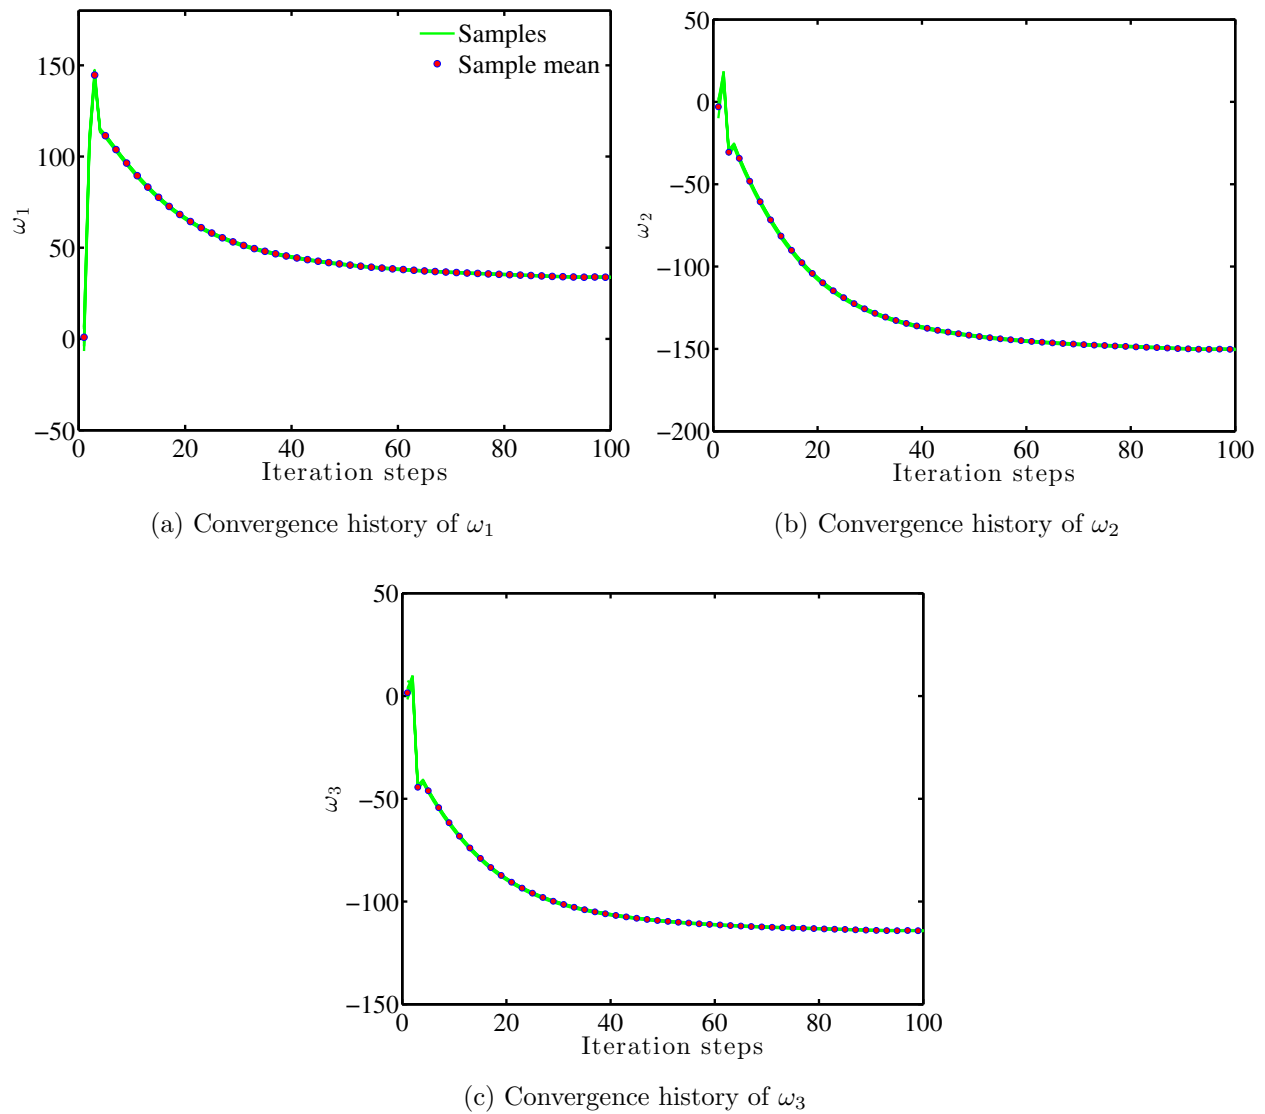 150
100
50
0
−50
ω1
Samples
Sample mean
0 20 40 60 80 100
Iteration steps
(a) Convergence history of ω1
50
0
−50
−100
−150
−200
ω2
0 20 40 60 80 100
Iteration steps
(b) Convergence history of ω2
50
0
−50
−100
−150
ω3
0 20 40 60 80 100
Iteration steps
(c) Convergence history of ω3